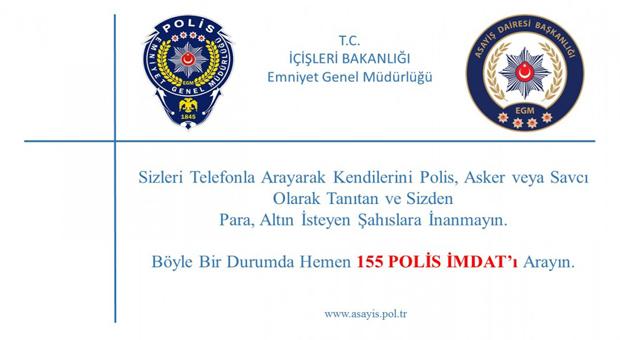 POLİS
EMNİYET GENEL MÜDÜRLÜĞÜ
EGM
1845
T.C.
İÇİŞLERİ BAKANLIĞI
Emniyet Genel Müdürlüğü
ASAYİŞ DAİRESİ BAŞKANLIĞI
EGM
Sizleri Telefonla Arayarak Kendilerini Polis, Asker veya Savcı
Olarak Tanıtan ve Sizden
Para, Altın İsteyen Şahıslara İnanmayın.
Böyle Bir Durumda Hemen 155 POLİS İMDAT’ı Arayın.
www.asayis.pol.tr